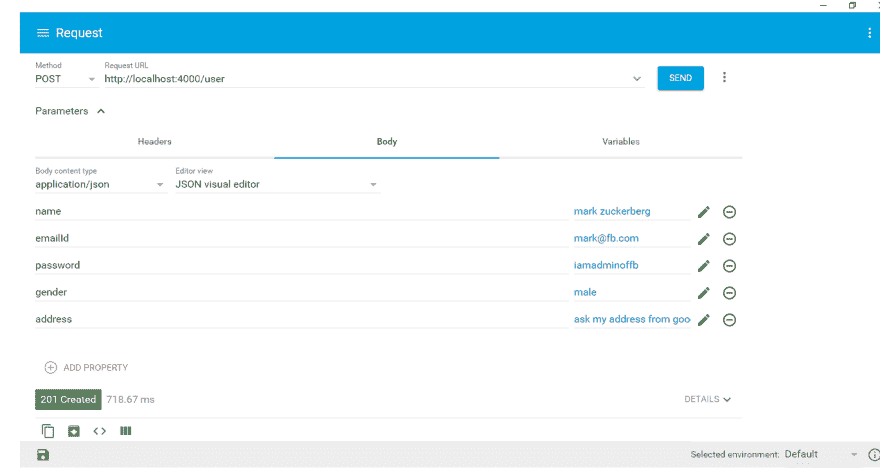 Request
Method
Request URL
POST
http://localhost:4000/user
SEND
Parameters
Headers
Body
Variables
Body content type
Editor view
application/json
JSON visual editor
name mark zuckerberg
emailId mark@fb.com
password iamadminoffb
gender male
address ask my address from goo
ADD PROPERTY
201 Created 718.67 ms
DETAILS
Selected environment: Default